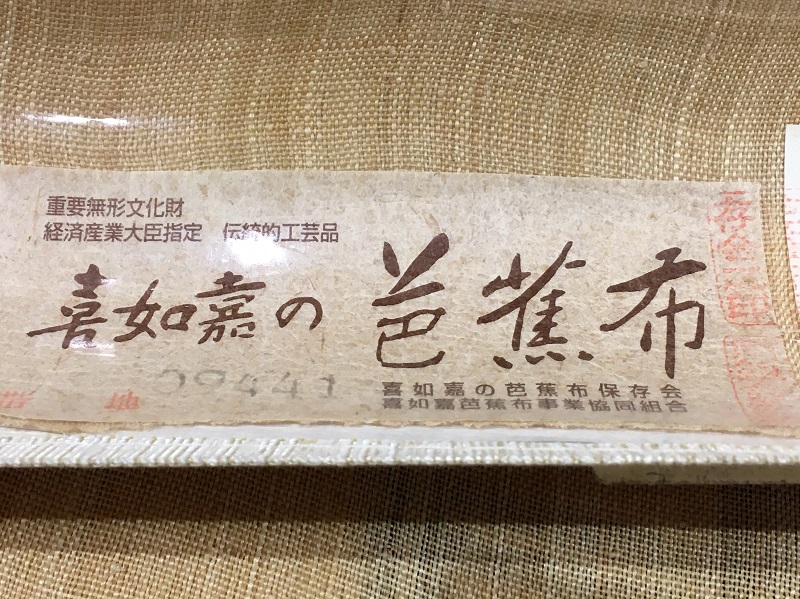 重要無形文化財
経済産業大臣指定 伝統的工芸品
喜如嘉の芭蕉布
喜如嘉の芭蕉布保存会
喜如嘉芭蕉布事業協同組合